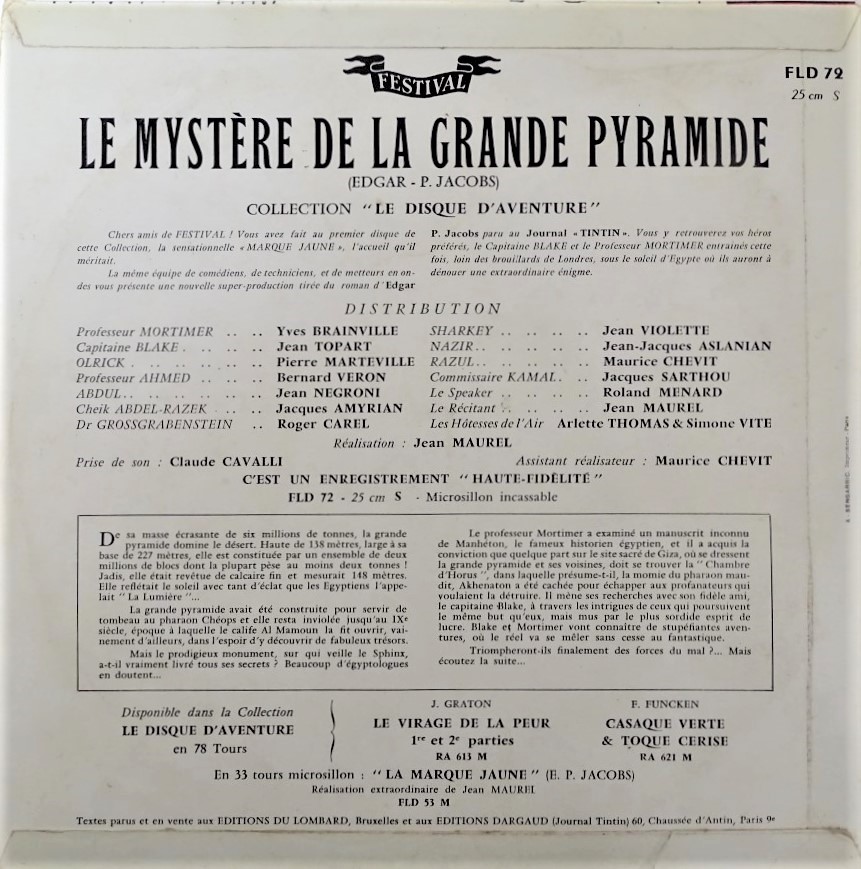 FESTIVAL
FLD 72
25 cm S
LE MYSTÈRE DE LA GRANDE PYRAMIDE
(EDGAR - P. JACOBS)
COLLECTION "LE DISQUE D'AVENTURE"
Chers amis de FESTIVAL ! Vous avez fait au premier disque de
cette Collection, la sensationnelle « MARQUE JAUNE », l'accueil qu'il
méritait.
La même équipe de comédiens, de techniciens, et de metteurs en on-
des vous présente une nouvelle super-production tirée du roman d'Edgar
P. Jacobs paru au Journal « TINTIN ». Vous y retrouverez vos héros
préférés, le Capitaine BLAKE et le Professeur MORTIMER entraînés cette
fois, loin des brouillards de Londres, sous le soleil d'Egypte où ils auront à
dénouer une extraordinaire énigme.
DISTRIBUTION
Professeur MORTIMER .. .. Yves BRAINVILLE
Capitaine BLAKE . .. .. .. Jean TOPART
OLRICK . .. .. .. .. .. Pierre MARTEVILLE
Professeur AHMED .. .. .. Bernard VERON
ABDUL .. .. .. .. .. .. Jean NEGRONI
Cheik ABDEL-RAZEK .. .. Jacques AMYRIAN
Dr GROSSGRABENSTEIN .. Roger CAREL
SHARKEY .. .. .. .. .. Jean VIOLETTE
NAZIR .. .. .. .. .. .. Jean-Jacques ASLANIAN
RAZUL .. .. .. .. .. .. Maurice CHEVIT
Commissaire KAMAL .. .. Jacques SARTHOU
Le Speaker .. .. .. .. .. Roland MENARD
Le Récitant .. .. .. .. .. Jean MAUREL
Les Hôtesses de l'Air Arlette THOMAS & Simone VITE
Réalisation : Jean MAUREL
Prise de son : Claude CAVALLI
Assistant réalisateur : Maurice CHEVIT
C'EST UN ENREGISTREMENT "HAUTE-FIDÉLITÉ"
FLD 72 - 25 cm S - Microsillon incassable
De sa masse écrasante de six millions de tonnes, la grande
pyramide domine le désert. Haute de 138 mètres, large à sa
base de 227 mètres, elle est constituée par un ensemble de deux
millions de blocs dont la plupart pèse au moins deux tonnes !
Jadis, elle était revêtue de calcaire fin et mesurait 148 mètres.
Elle reflétait le soleil avec tant d'éclat que les Egyptiens l'appe-
lait "La Lumière"...
La grande pyramide avait été construite pour servir de
tombeau au pharaon Chéops et elle resta inviolée jusqu'au IXe
siècle, époque à laquelle le calife Al Mamoun la fit ouvrir, vai-
nement d'ailleurs, dans l'espoir d'y découvrir de fabuleux trésors.
Mais le prodigieux monument, sur qui veille le Sphinx,
a-t-il vraiment livré tous ses secrets ? Beaucoup d'égyptologues
en doutent...
Le professeur Mortimer a examiné un manuscrit inconnu
de Manhéton, le fameux historien égyptien, et il a acquis la
conviction que quelque part sur le site sacré de Giza, où se dressent
la grande pyramide et ses voisines, doit se trouver la "Chambre
d'Horus", dans laquelle présume-t-il, la momie du pharaon mau-
dit, Akhenaton a été cachée pour échapper aux profanateurs qui
voulaient la détruire. Il mène ses recherches avec son fidèle ami,
le capitaine Blake, à travers les intrigues de ceux qui poursuivent
le même but qu'eux, mais mus par le plus sordide esprit de
lucre. Blake et Mortimer vont connaître de stupéfiantes aven-
tures, où le réel va se mêler sans cesse au fantastique.
Triompheront-ils finalement des forces du mal ?... Mais
écoutez la suite...
Disponible dans la Collection
LE DISQUE D'AVENTURE
en 78 Tours
J. GRATON
LE VIRAGE DE LA PEUR
1re et 2e parties
RA 613 M
F. FUNCKEN
CASAQUE VERTE
& TOQUE CERISE
RA 621 M
En 33 tours microsillon : "LA MARQUE JAUNE" (E. P. JACOBS)
Réalisation extraordinaire de Jean MAUREL
FLD 53 M
Textes parus et en vente aux EDITIONS DU LOMBARD, Bruxelles et aux EDITIONS DARGAUD (Journal Tintin) 60, Chaussée d'Antin, Paris 9e